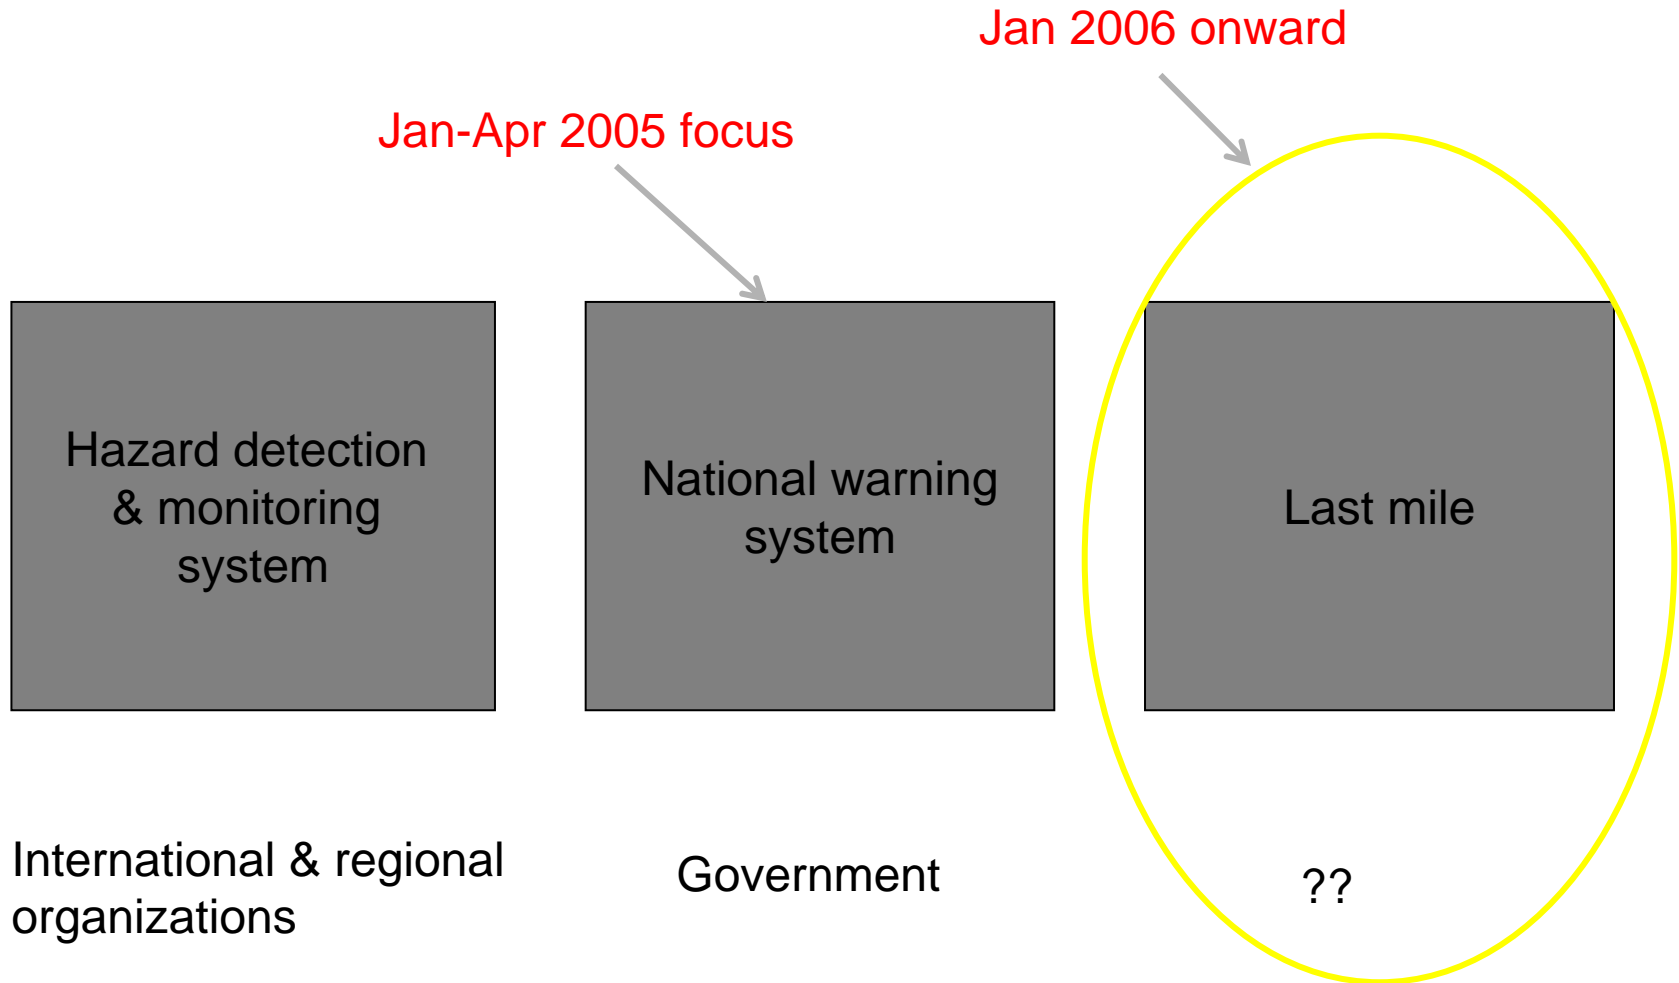 Jan 2006 onward
Jan-Apr 2005 focus
Hazard detection
& monitoring
system
National warning
system
Last mile
International & regional
organizations
Government
??